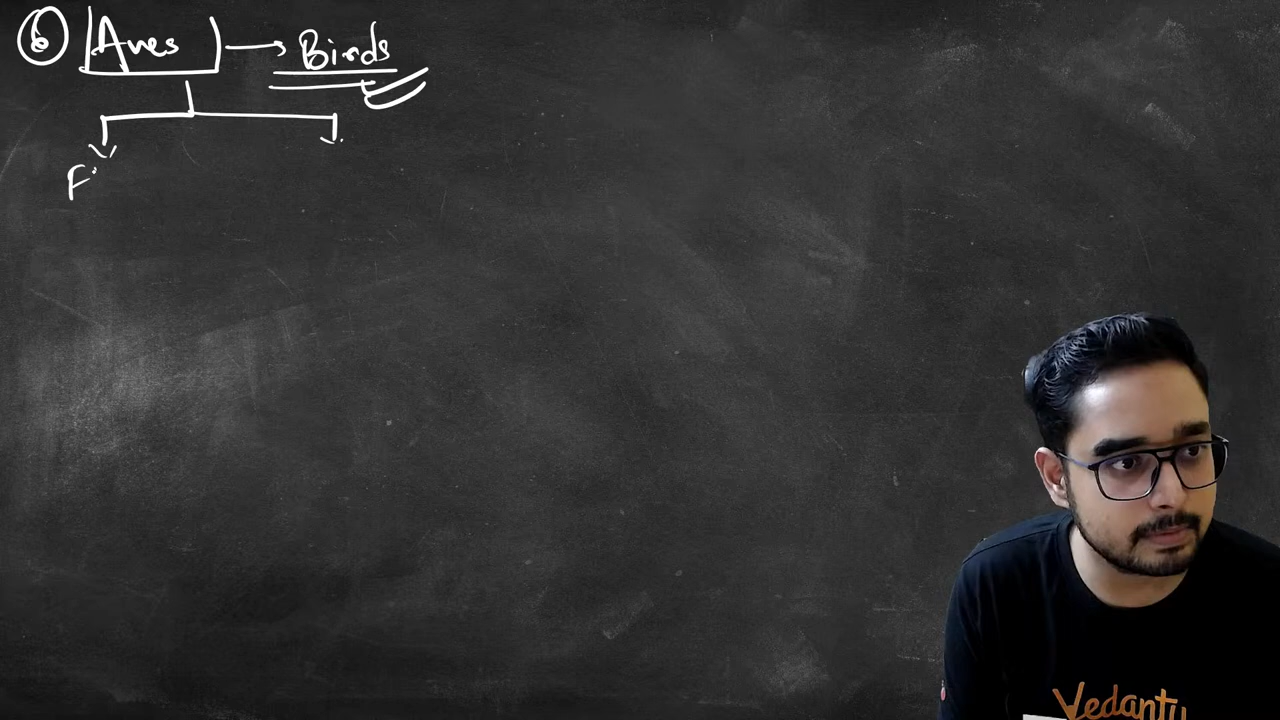 6 Aves → Birds
F
Vedantu